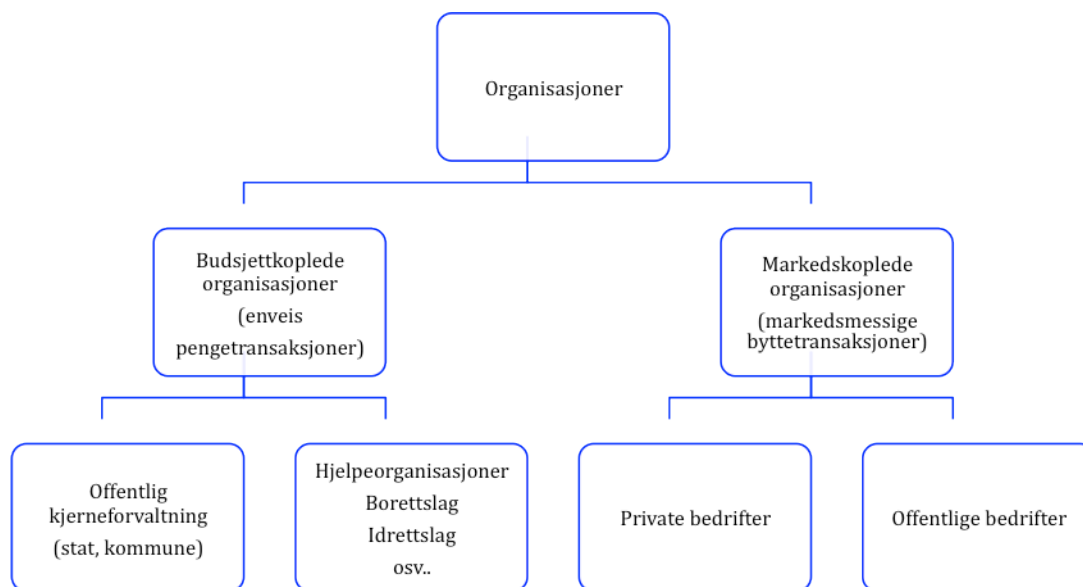 Organisasjoner
Budsjettkoplede
organisasjoner
(enveis
pengetransaksjoner)
Markedskoplede
organisasjoner
(markedsmessige
byttetransaksjoner)
Offentlig
kjerneforvaltning
(stat, kommune)
Hjelpeorganisasjoner
Borettslag
Idrettslag
osv..
Private bedrifter
Offentlige bedrifter